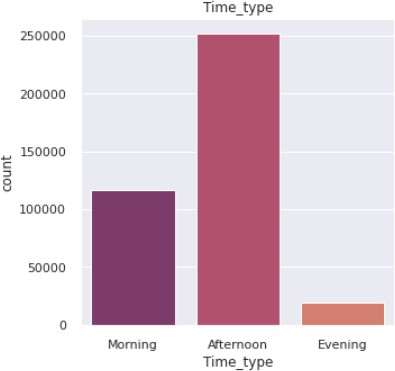 Time_type
250000
200000
150000
100000
50000
0
count
Morning Afternoon Evening
Time_type